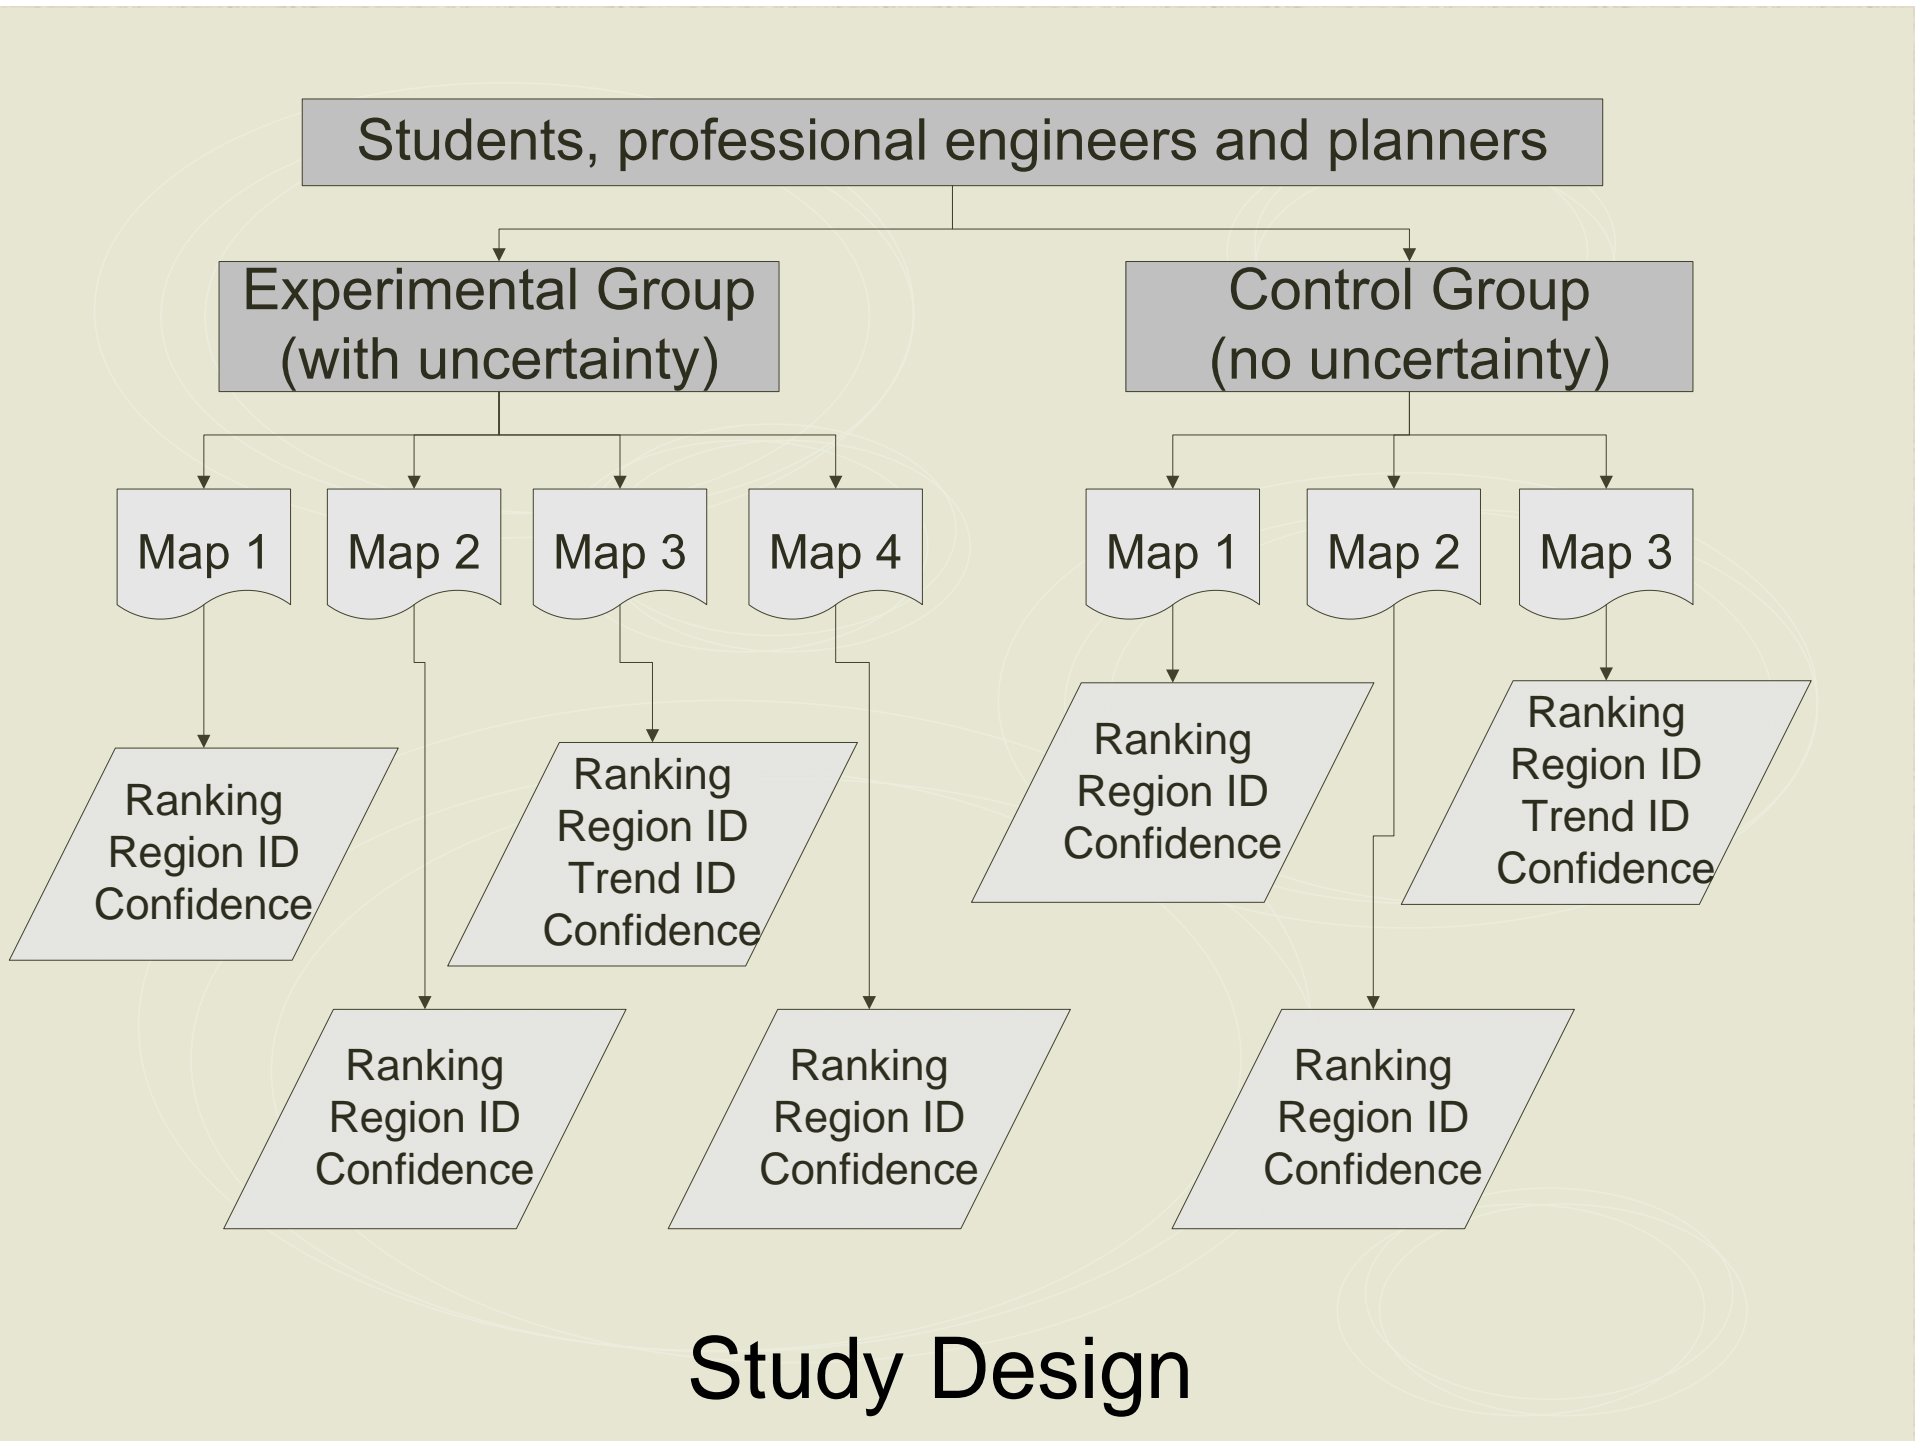 Students, professional engineers and planners
Experimental Group
(with uncertainty)
Control Group
(no uncertainty)
Map 1
Map 2
Map 3
Map 4
Map 1
Map 2
Map 3
Ranking
Region ID
Confidence
Ranking
Region ID
Trend ID
Confidence
Ranking
Region ID
Confidence
Ranking
Region ID
Trend ID
Confidence
Ranking
Region ID
Confidence
Ranking
Region ID
Confidence
Ranking
Region ID
Confidence
Study Design